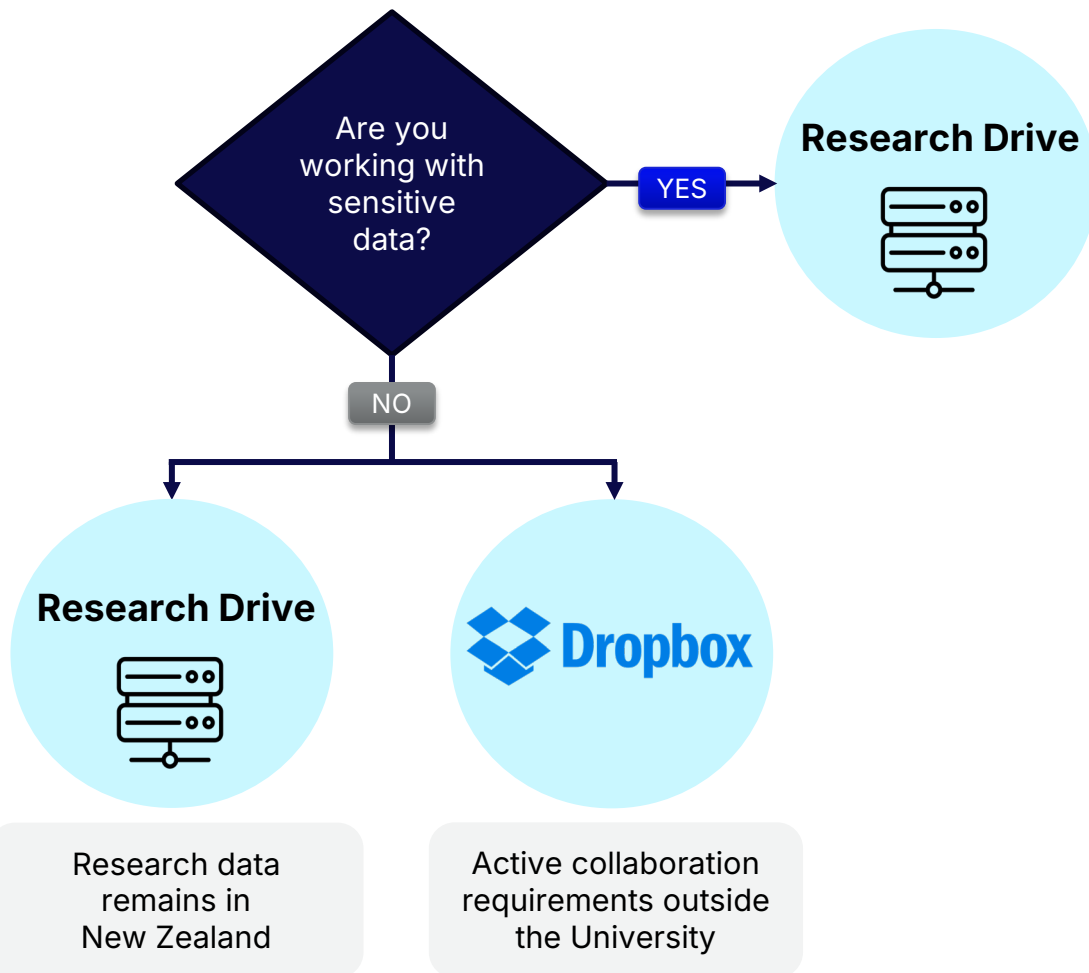 Are you
working with
sensitive
data?
YES
Research Drive
NO
Research Drive
Dropbox
Research data
remains in
New Zealand
Active collaboration
requirements outside
the University